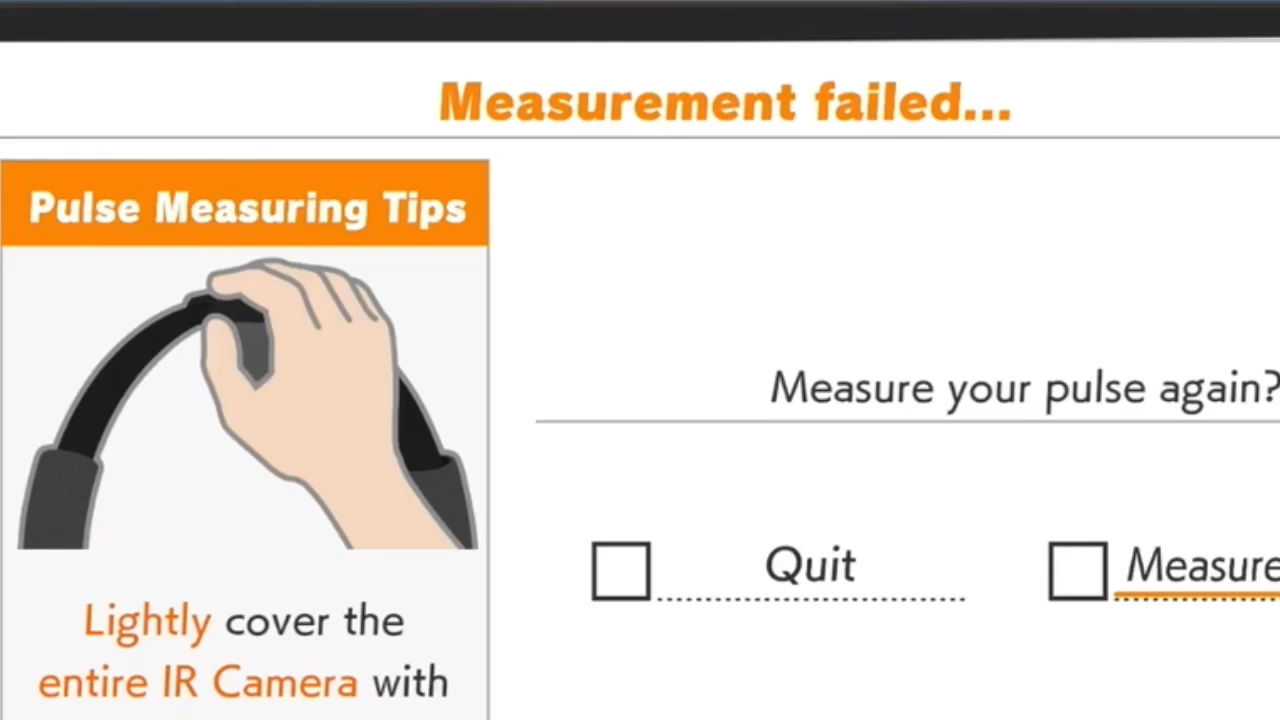 Measurement failed...
Pulse Measuring Tips
Lightly cover the
entire IR Camera with
Measure your pulse again?
Quit
Measure